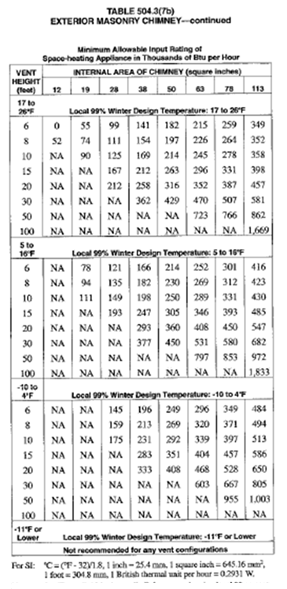 TABLE 504.3(7b)
EXTERIOR MASONRY CHIMNEY—continued
Minimum Allowable Input Rating of
Space-heating Appliance in Thousands of Btu per Hour
VENT HEIGHT (feet) INTERNAL AREA OF CHIMNEY (square inches)
12 19 28 38 50 63 78 113
17 to 26°F Local 99% Winter Design Temperature: 17 to 26°F
6 0 55 99 141 182 215 259 349
8 52 74 111 154 197 226 264 352
10 NA 90 125 169 214 245 278 358
15 NA NA 167 212 263 296 331 398
20 NA NA 212 258 316 352 387 457
30 NA NA NA 362 429 470 507 581
50 NA NA NA NA NA 723 766 862
100 NA NA NA NA NA NA NA 1,669
5 to 16°F Local 99% Winter Design Temperature: 5 to 16°F
6 NA 78 121 166 214 252 301 416
8 NA 94 135 182 230 269 312 423
10 NA 111 149 198 250 289 331 430
15 NA NA 193 247 305 346 393 485
20 NA NA NA 293 360 408 450 547
30 NA NA NA 377 450 531 580 682
50 NA NA NA NA NA 797 853 972
100 NA NA NA NA NA NA NA 1,833
-10 to 4°F Local 99% Winter Design Temperature: -10 to 4°F
6 NA NA 145 196 249 296 349 484
8 NA NA 159 213 269 320 371 494
10 NA NA 175 231 292 339 397 513
15 NA NA NA 283 351 404 457 586
20 NA NA NA 333 408 468 528 650
30 NA NA NA NA NA 603 667 805
50 NA NA NA NA NA NA 955 1,003
100 NA NA NA NA NA NA NA NA
-11°F or Lower Local 99% Winter Design Temperature: -11°F or Lower
Not recommended for any vent configurations
For SI: °C = (°F - 32)/1.8, 1 inch = 25.4 mm, 1 square inch = 645.16 mm²,
1 foot = 304.8 mm, 1 British thermal unit per hour = 0.2931 W.